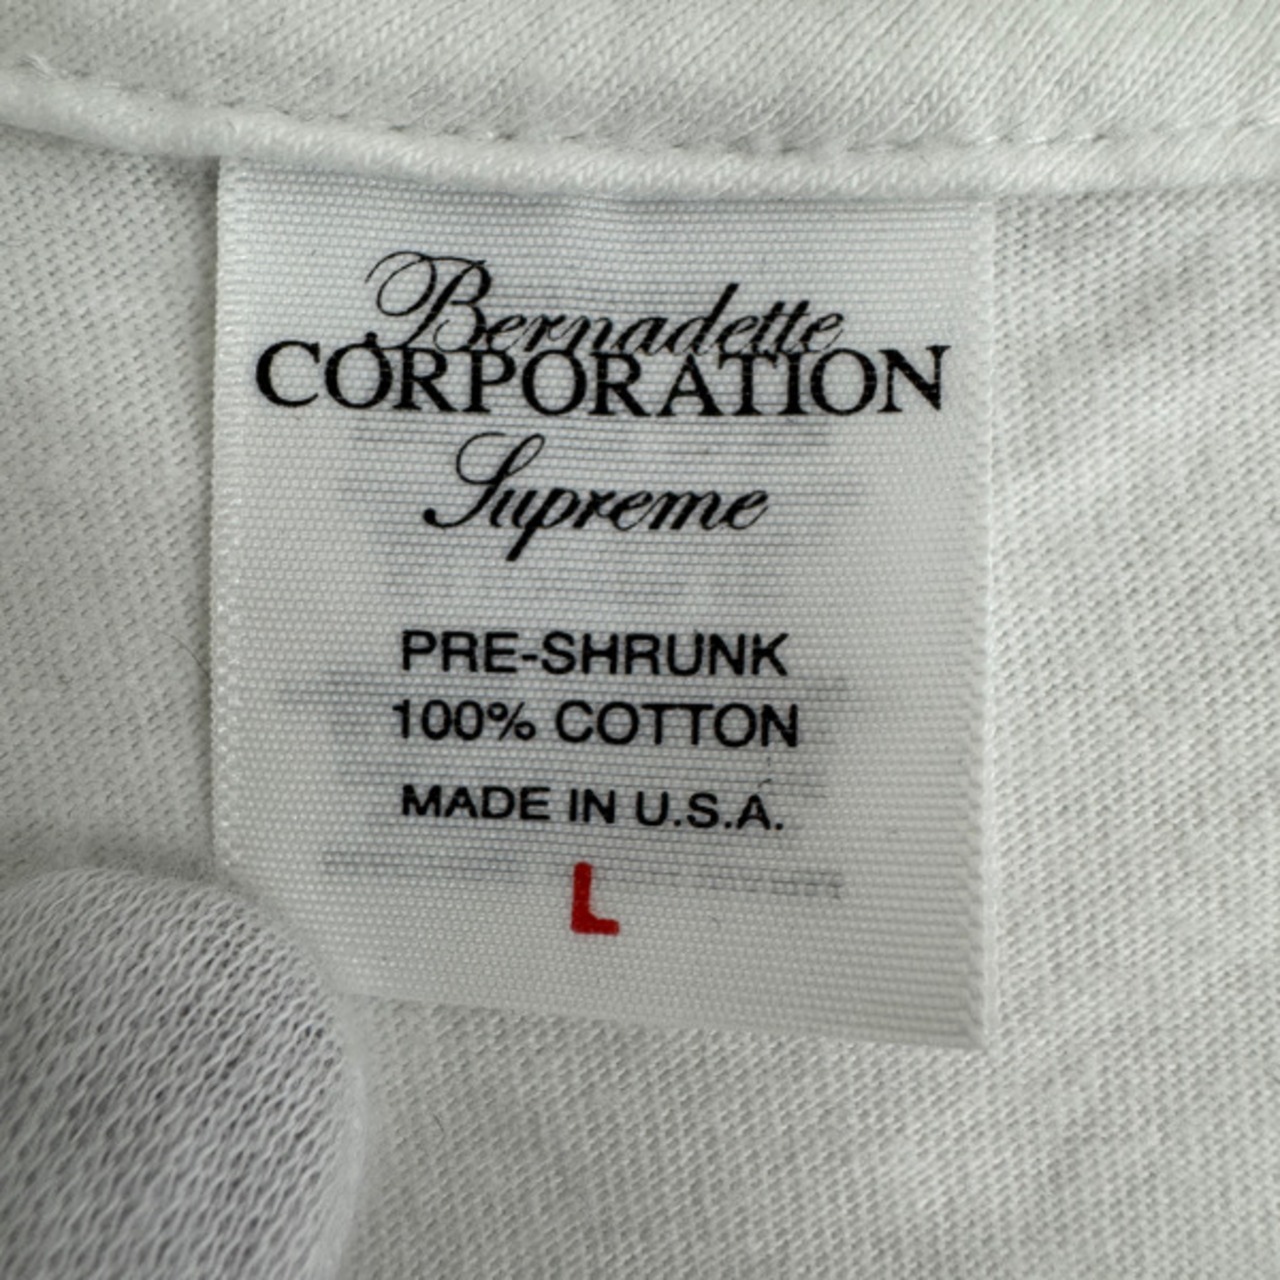 Bernadette
CORPORATION
Supreme
PRE-SHRUNK
100% COTTON
MADE IN U.S.A.
L